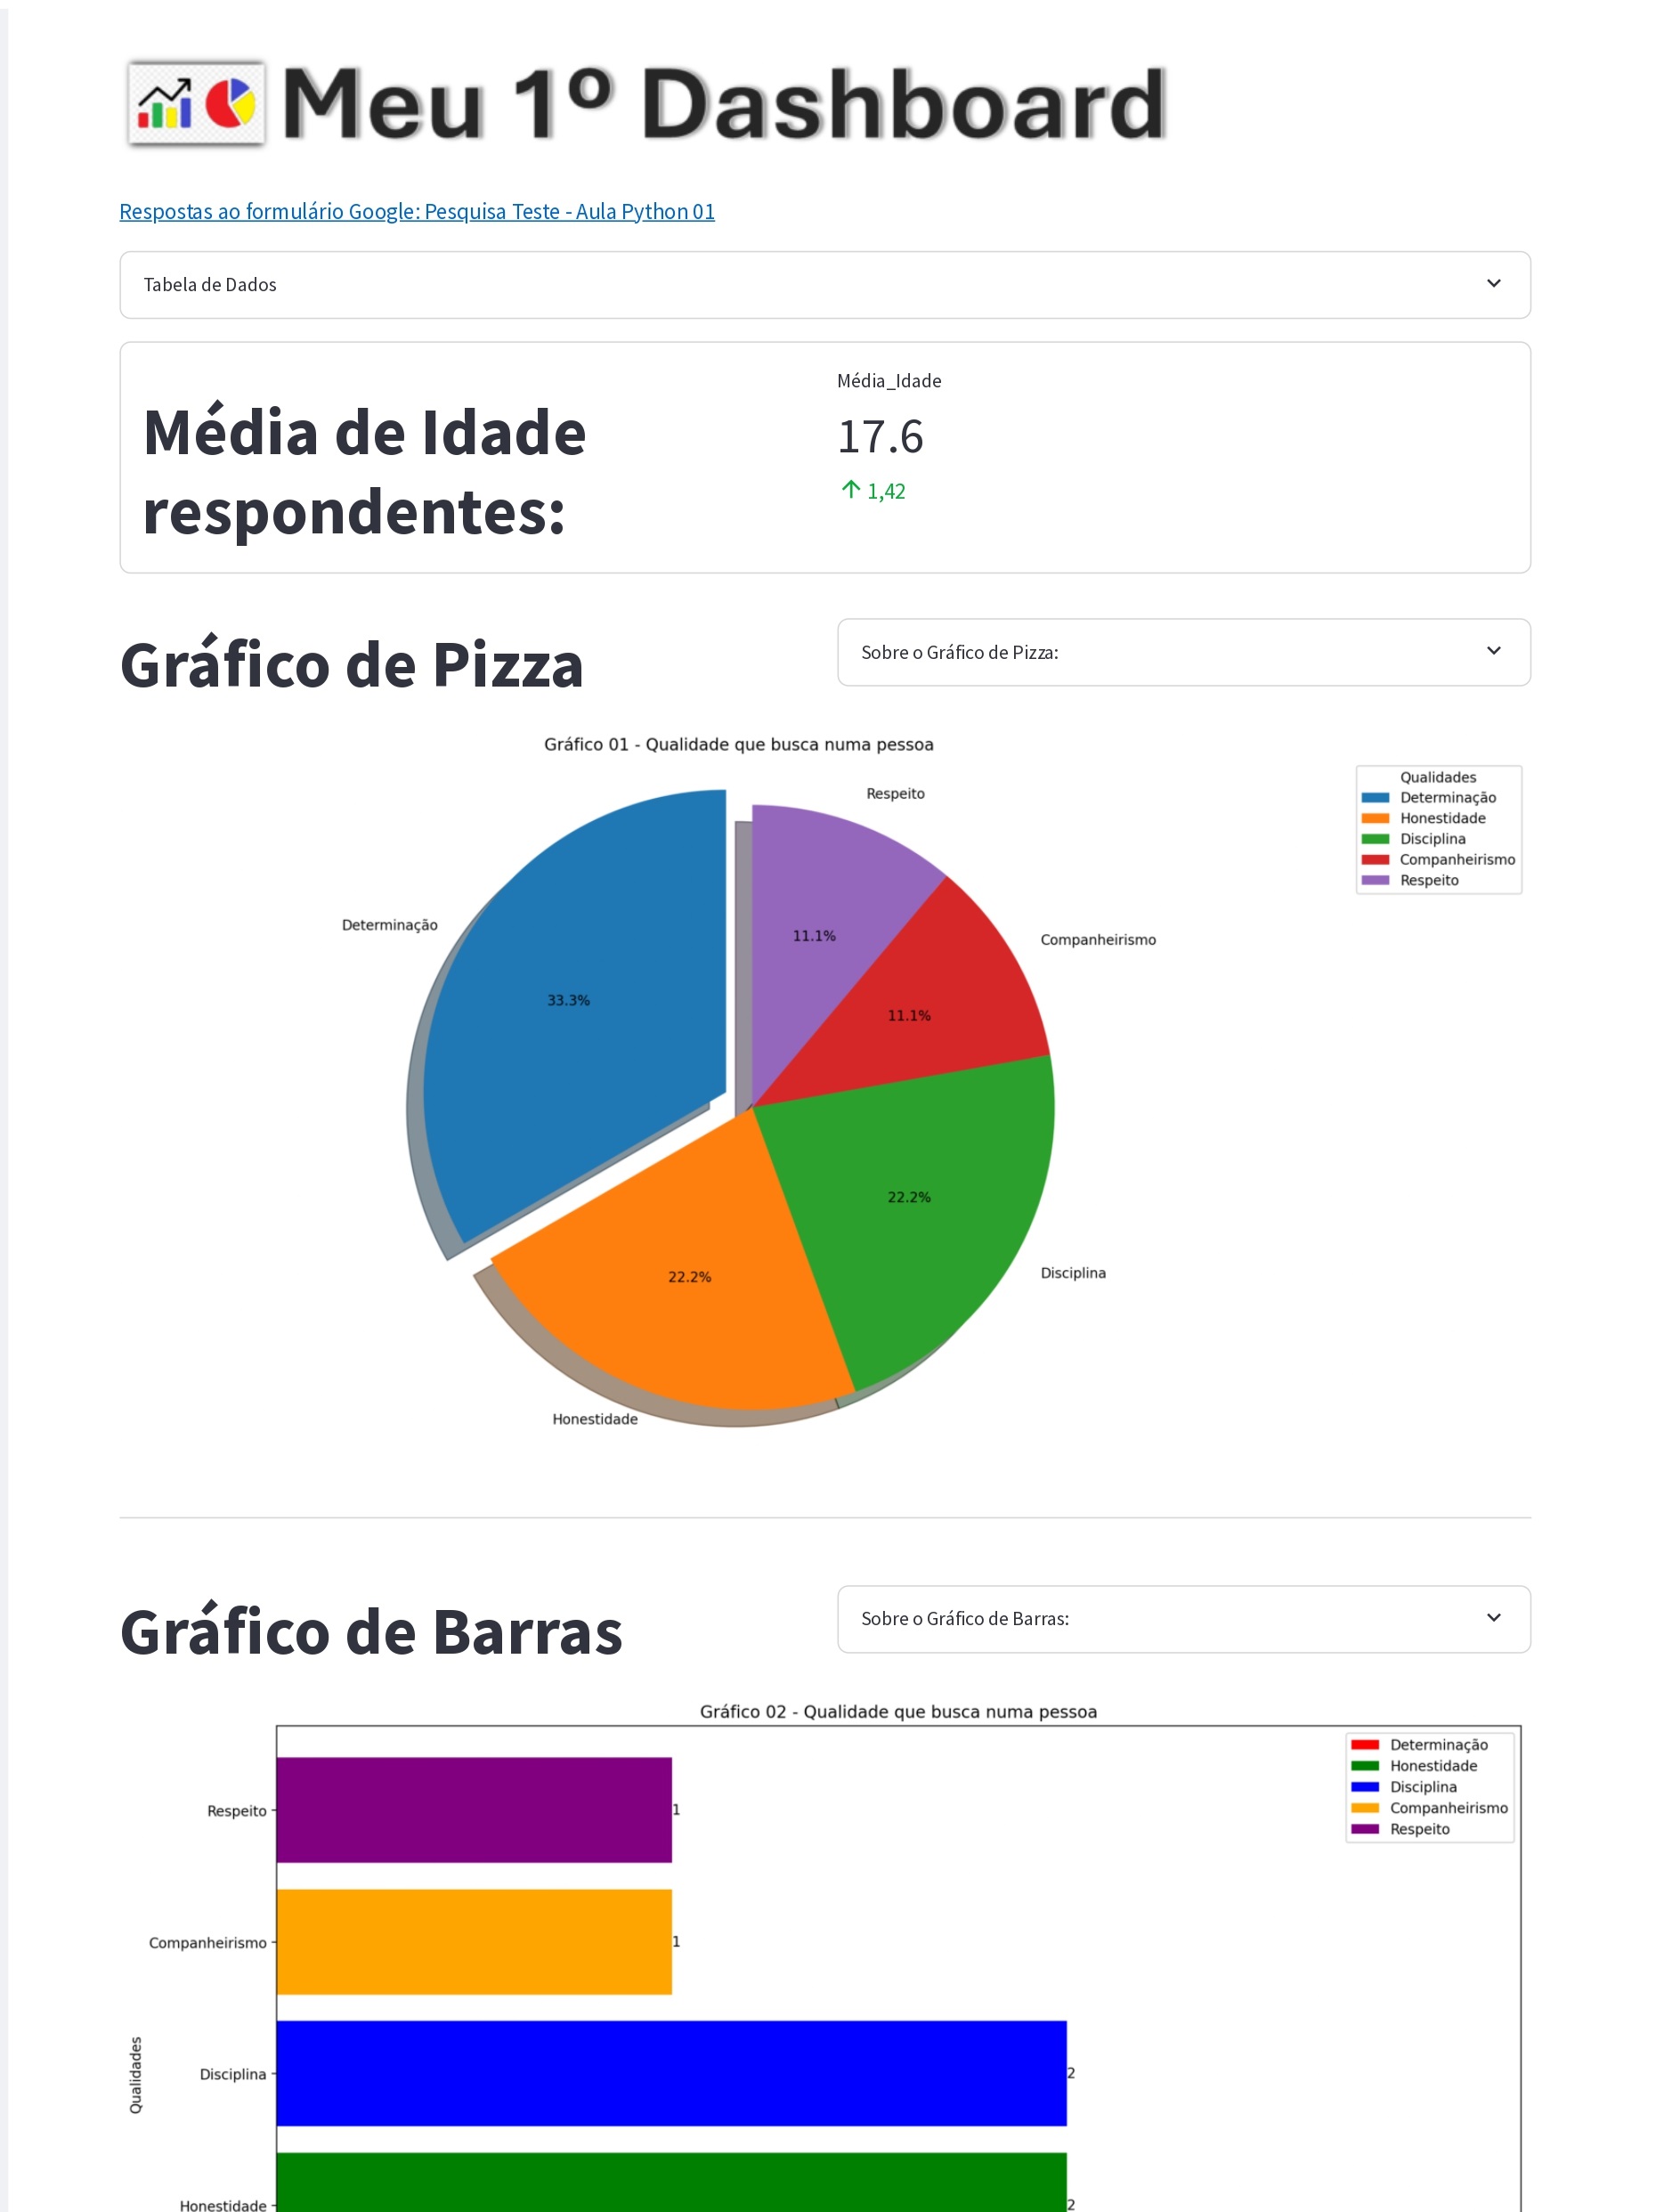 Meu 1º Dashboard
Respostas ao formulário Google: Pesquisa Teste - Aula Python 01
Tabela de Dados
Média de Idade
respondentes:
Média_Idade
17.6
1,42
Gráfico de Pizza
Sobre o Gráfico de Pizza:
Gráfico 01 - Qualidade que busca numa pessoa
Qualidades
Determinação
Honestidade
Disciplina
Companheirismo
Respeito
Respeito
Determinação
Companheirismo
11.1%
33.3%
11.1%
22.2%
22.2%
Disciplina
Honestidade
Gráfico de Barras
Sobre o Gráfico de Barras:
Gráfico 02 - Qualidade que busca numa pessoa
Determinação
Honestidade
Disciplina
Companheirismo
Respeito
Respeito
1
Companheirismo
1
Qualidades
Disciplina
2
Honestidade
2